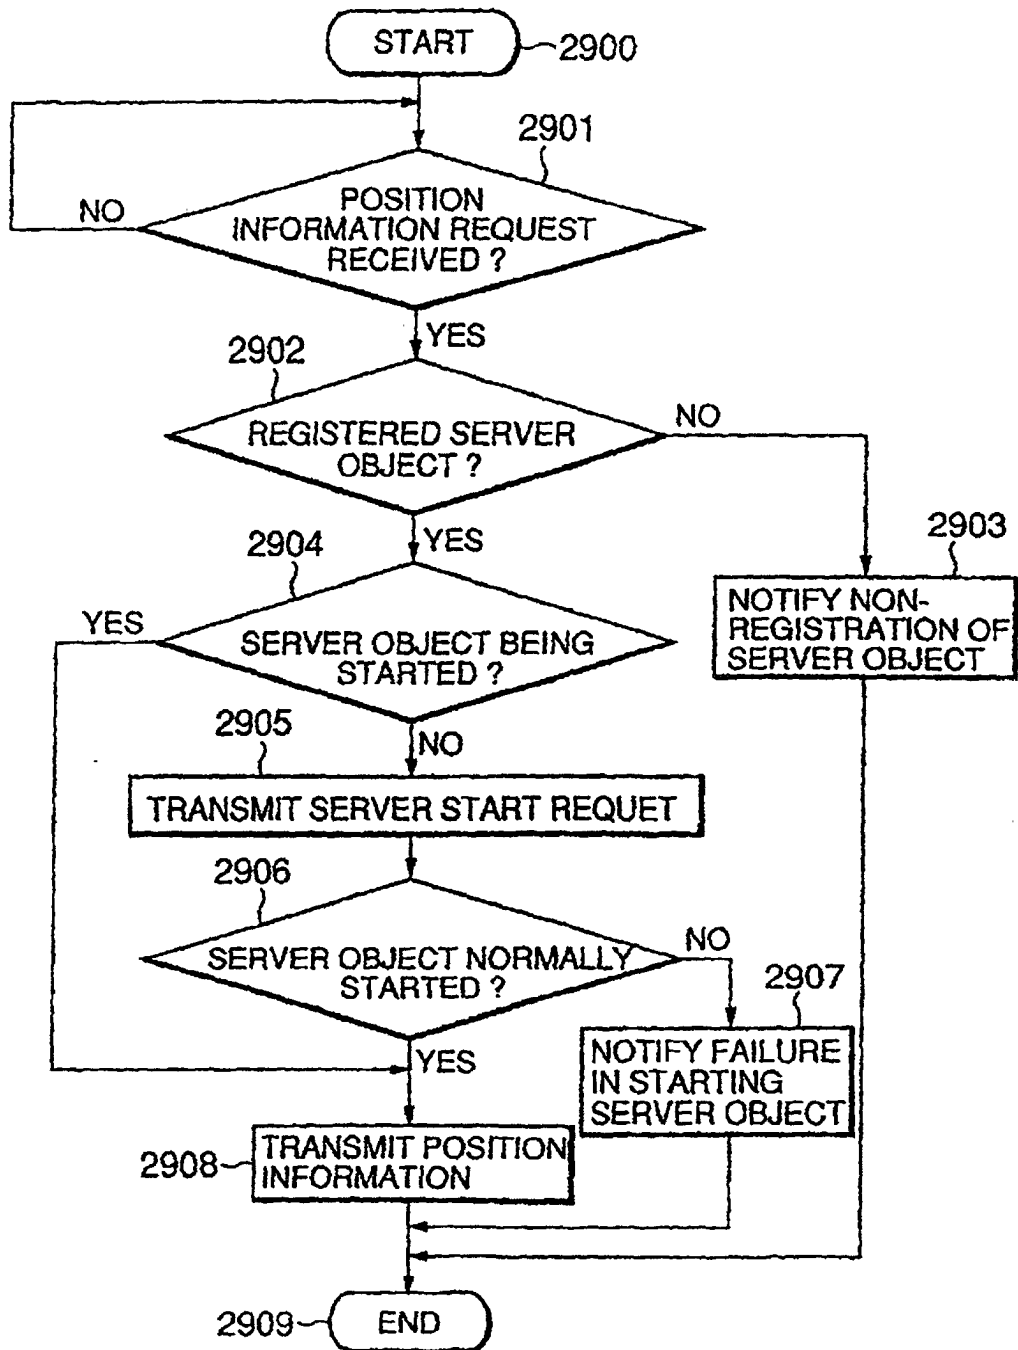 START
2900
2901
POSITION
INFORMATION REQUEST
RECEIVED ?
NO
YES
2902
REGISTERED SERVER
OBJECT ?
NO
YES
2903
NOTIFY NON-
REGISTRATION OF
SERVER OBJECT
2904
YES
SERVER OBJECT BEING
STARTED ?
NO
2905
TRANSMIT SERVER START REQUET
2906
SERVER OBJECT NORMALLY
STARTED ?
NO
YES
2907
NOTIFY FAILURE
IN STARTING
SERVER OBJECT
2908
TRANSMIT POSITION
INFORMATION
2909
END